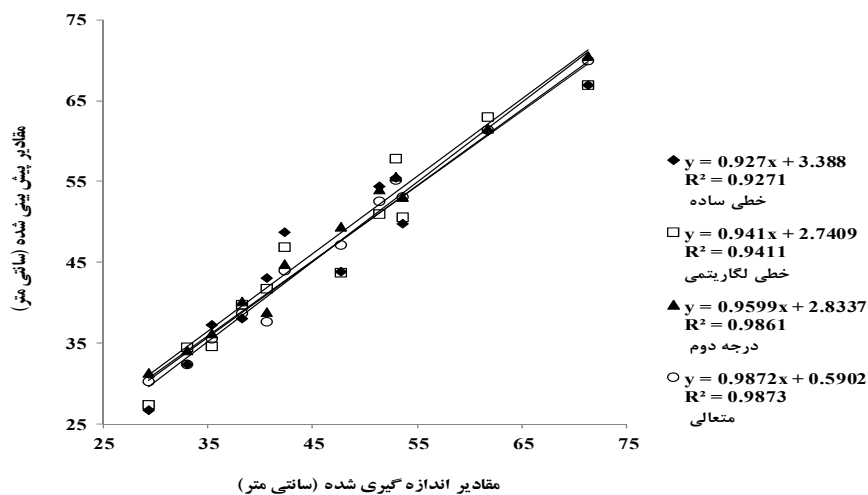 75
65
55
45
35
25
مقادیر پیش بینی شده (سانتی متر)
25 35 45 55 65 75
مقادیر اندازه گیری شده (سانتی متر)
y = 0.927x + 3.388
R² = 0.9271
خطی ساده
y = 0.941x + 2.7409
R² = 0.9411
خطی لگاریتمی
y = 0.9599x + 2.8337
R² = 0.9861
درجه دوم
y = 0.9872x + 0.5902
R² = 0.9873
متعالی